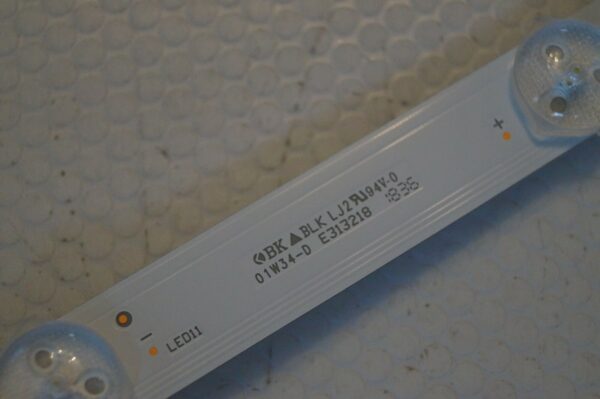 BK ▲ BLK LJ2 94V-0
01W34-D E313218 1836
+
-
LED11